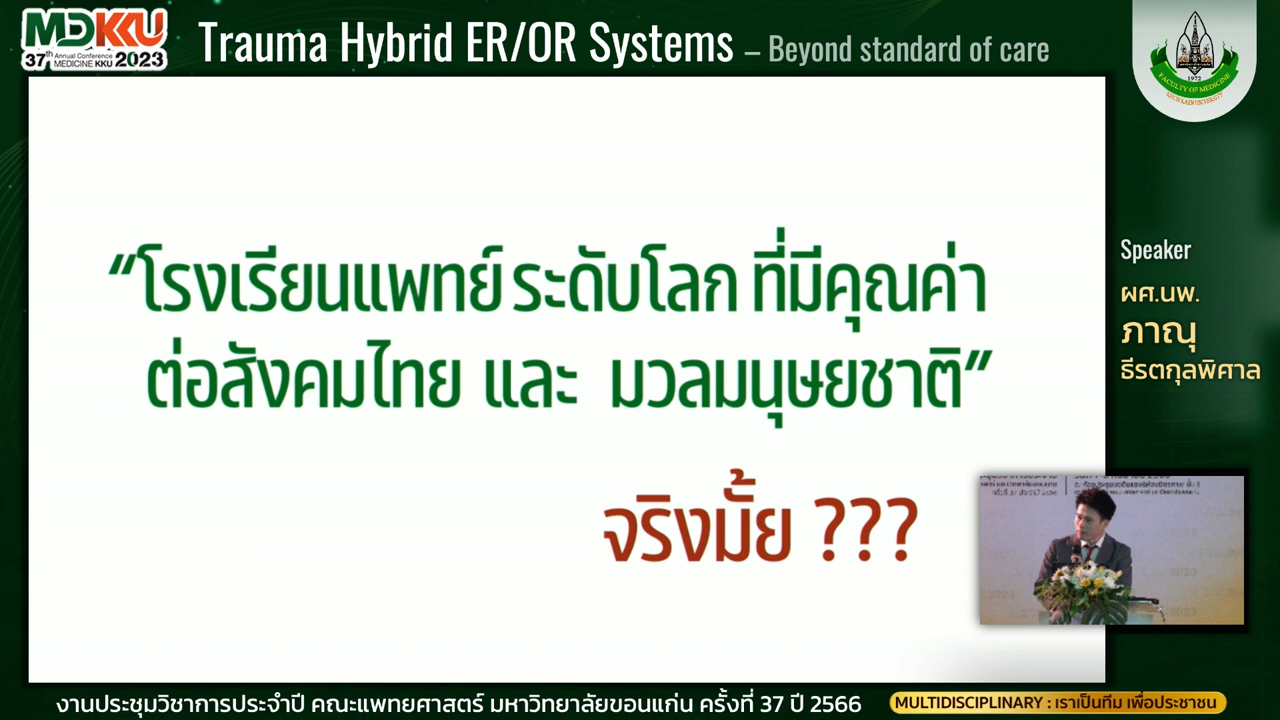 MDKKU
37th Annual Conference MEDICINE KKU 2023
Trauma Hybrid ER/OR Systems – Beyond standard of care
1972
FACULTY OF MEDICINE
KHON KAEN UNIVERSITY
“โรงเรียนแพทย์ ระดับโลก ที่มีคุณค่า
ต่อสังคมไทย และ มวลมนุษยชาติ”
จริงมั้ย ???
Speaker
ผศ.นพ.
ภาณุ
ธีรตกุลพิศาล
งานประชุมวิชาการประจำปี คณะแพทยศาสตร์ มหาวิทยาลัยขอนแก่น ครั้งที่ 37 ปี 2566
MULTIDISCIPLINARY : เราเป็นทีม เพื่อประชาชน